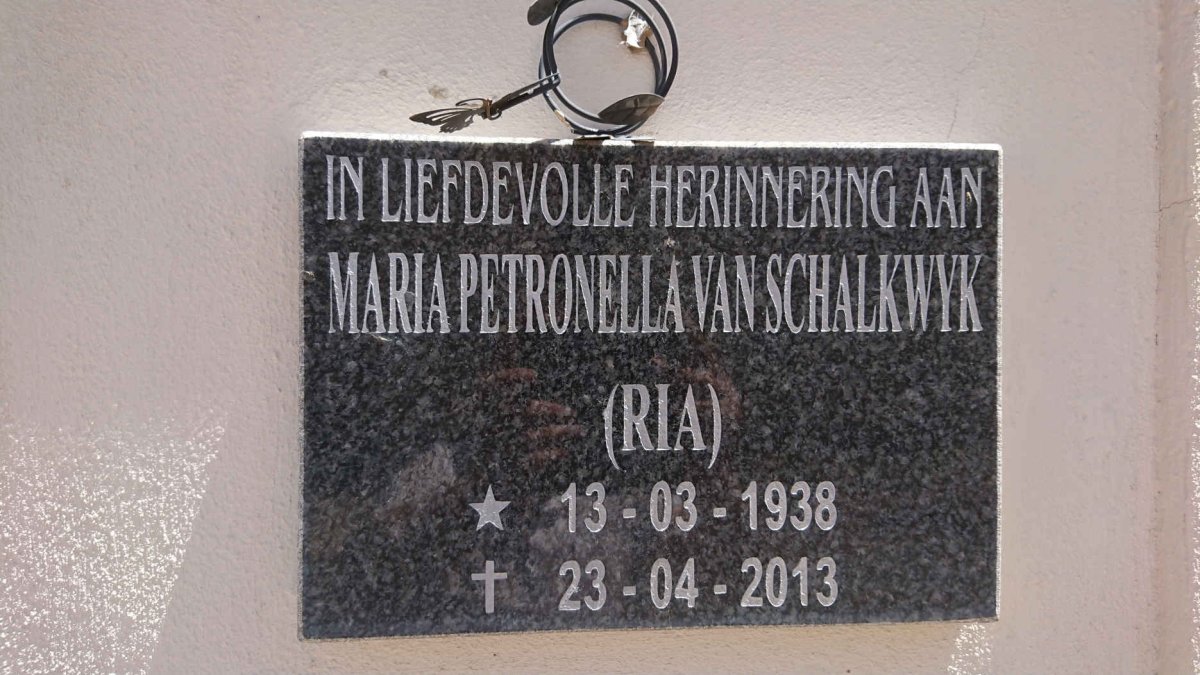 IN LIEFDEVOLLE HERINNERING AAN
MARIA PETRONELLA VAN SCHALKWYK
(RIA)
★ 13 - 03 - 1938
✝ 23 - 04 - 2013